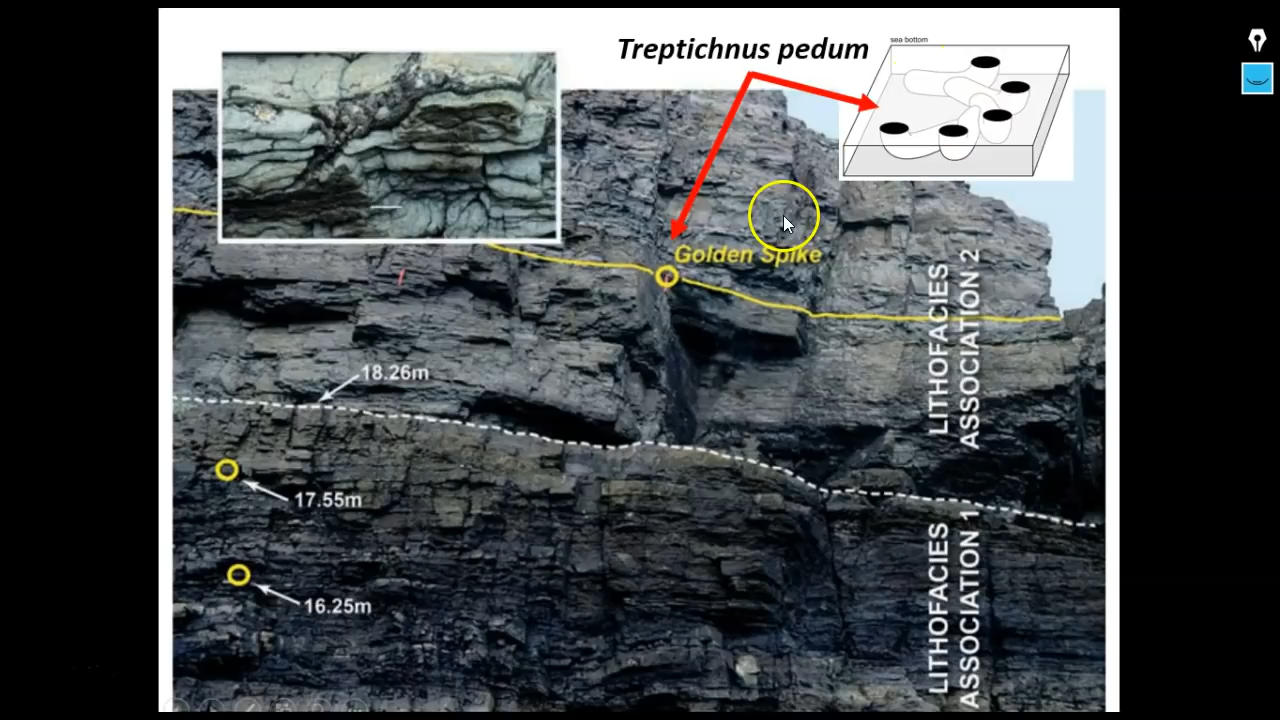 Treptichnus pedum
sea bottom
Golden Spike
18.26m
17.55m
16.25m
LITHOFACIES
ASSOCIATION 2
LITHOFACIES
ASSOCIATION 1